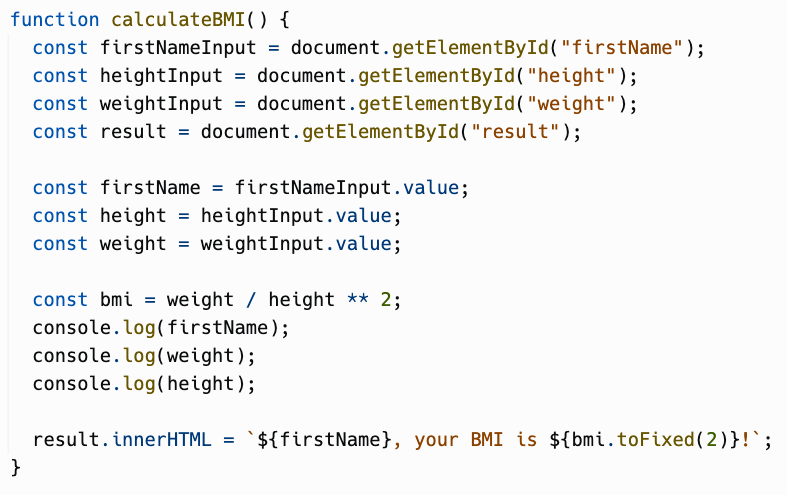 function calculateBMI() {
  const firstNameInput = document.getElementById("firstName");
  const heightInput = document.getElementById("height");
  const weightInput = document.getElementById("weight");
  const result = document.getElementById("result");

  const firstName = firstNameInput.value;
  const height = heightInput.value;
  const weight = weightInput.value;

  const bmi = weight / height ** 2;
  console.log(firstName);
  console.log(weight);
  console.log(height);

  result.innerHTML = `${firstName}, your BMI is ${bmi.toFixed(2)}!`;
}